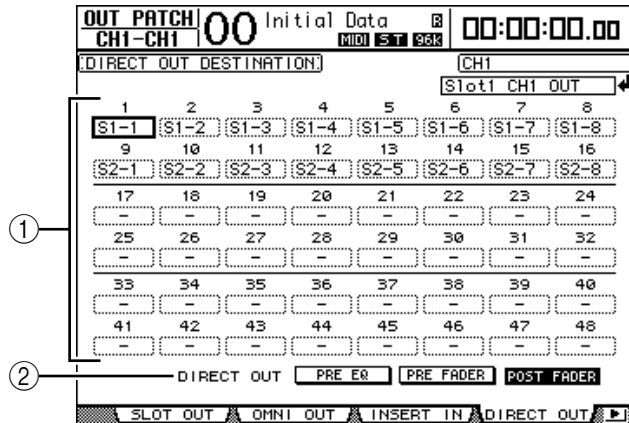 OUT PATCH 00 Initial Data R 00:00:00.00
CH1-CH1 MIDI ST 96k
DIRECT OUT DESTINATION CH1
Slot1 CH1 OUT
1 2 3 4 5 6 7 8
S1-1 S1-2 S1-3 S1-4 S1-5 S1-6 S1-7 S1-8
9 10 11 12 13 14 15 16
S2-1 S2-2 S2-3 S2-4 S2-5 S2-6 S2-7 S2-8
17 18 19 20 21 22 23 24
- - - - - - - -
1
25 26 27 28 29 30 31 32
- - - - - - - -
33 34 35 36 37 38 39 40
- - - - - - - -
41 42 43 44 45 46 47 48
- - - - - - - -
2 DIRECT OUT PRE EQ PRE FADER POST FADER
SLOT OUT OMNI OUT INSERT IN DIRECT OUT